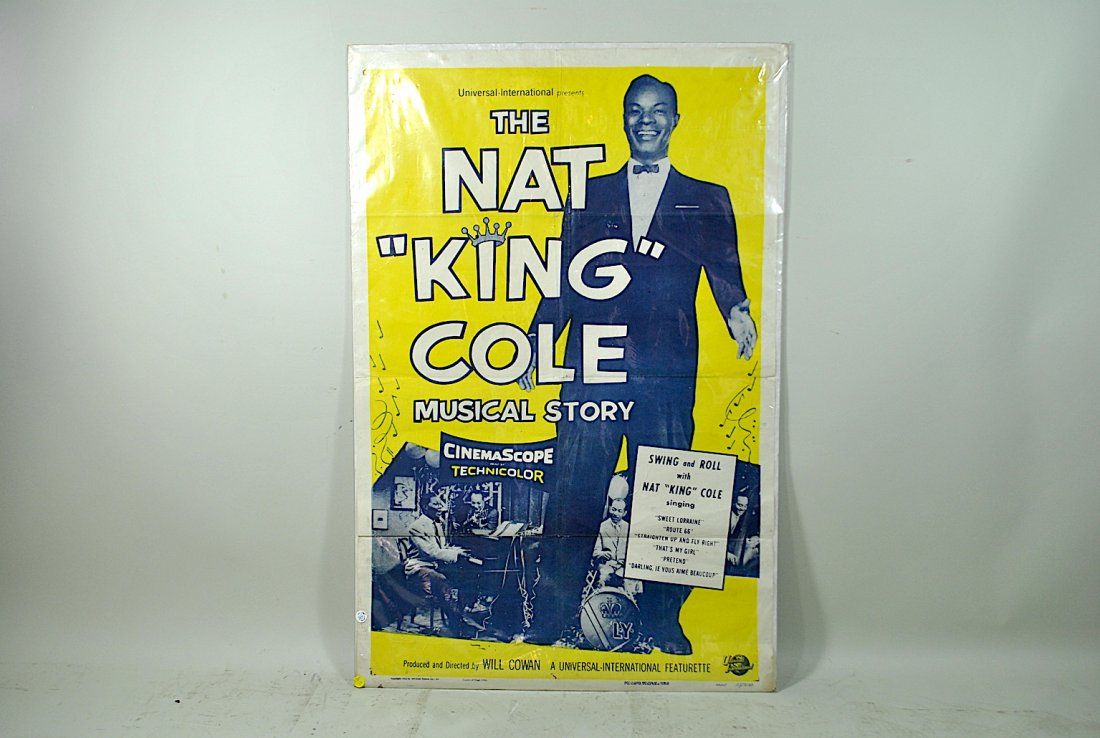 Universal-International presents
THE
NAT
"KING"
COLE
MUSICAL STORY
CINEMASCOPE
TECHNICOLOR
SWING and ROLL
with
NAT "KING" COLE
singing
"SWEET LORRAINE"
"ROUTE 66"
"STRAIGHTEN UP AND FLY RIGHT"
"THAT'S MY GIRL"
"PRETEND"
"DARLING, JE VOUS AIME BEAUCOUP"
Produced and Directed by WILL COWAN A UNIVERSAL-INTERNATIONAL FEATURETTE